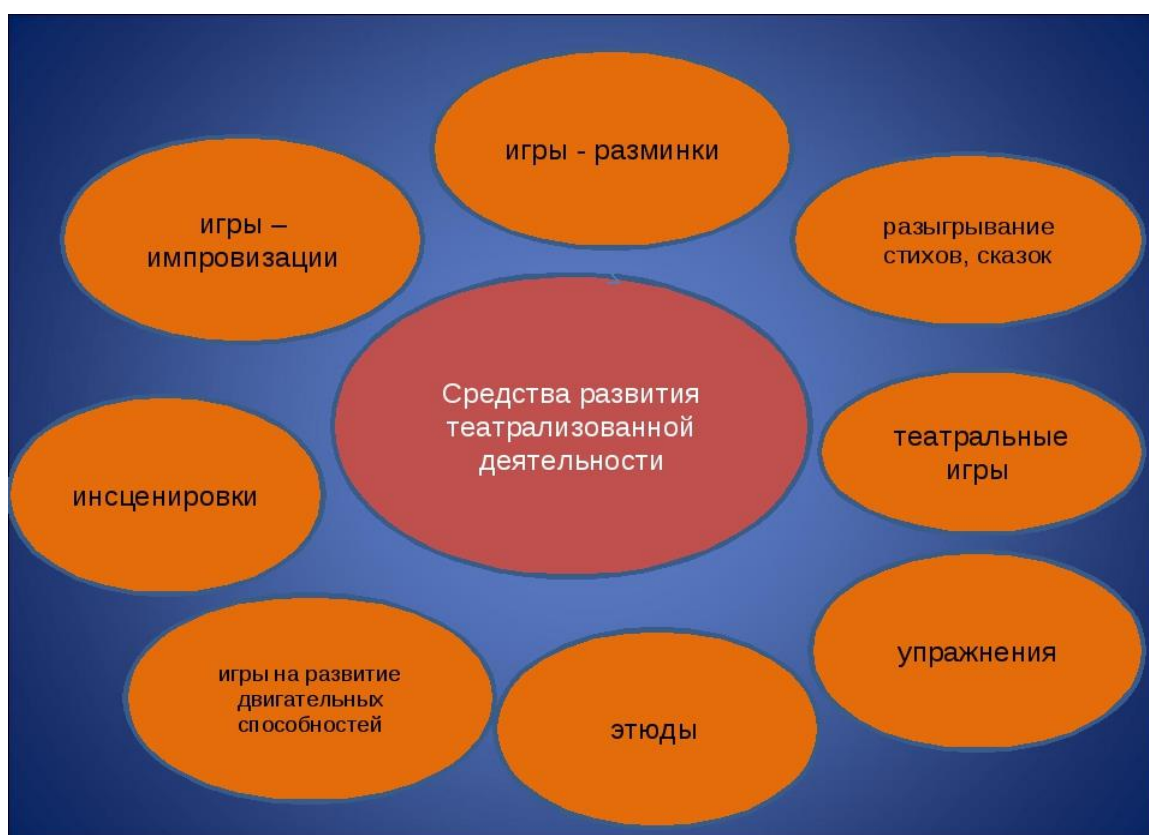 игры - разминки
игры –
импровизации
разыгрывание
стихов, сказок
Средства развития
театрализованной
деятельности
театральные
игры
инсценировки
упражнения
игры на развитие
двигательных
способностей
этюды